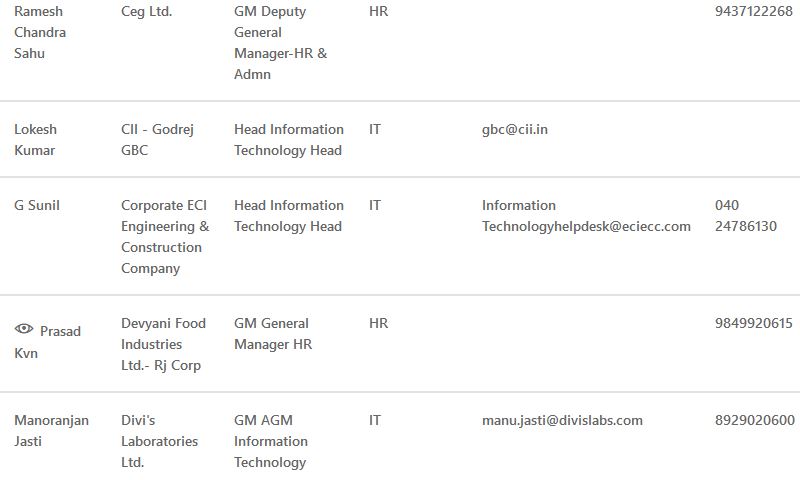 Ramesh Chandra Sahu Ceg Ltd. GM Deputy General Manager-HR & Admn HR 9437122268
Lokesh Kumar CII - Godrej GBC Head Information Technology Head IT gbc@cii.in
G Sunil Corporate ECI Engineering & Construction Company Head Information Technology Head IT Information Technologyhelpdesk@eciecc.com 040 24786130
Prasad Kvn Devyani Food Industries Ltd.- Rj Corp GM General Manager HR HR 9849920615
Manoranjan Jasti Divi's Laboratories Ltd. GM AGM Information Technology IT manu.jasti@divislabs.com 8929020600